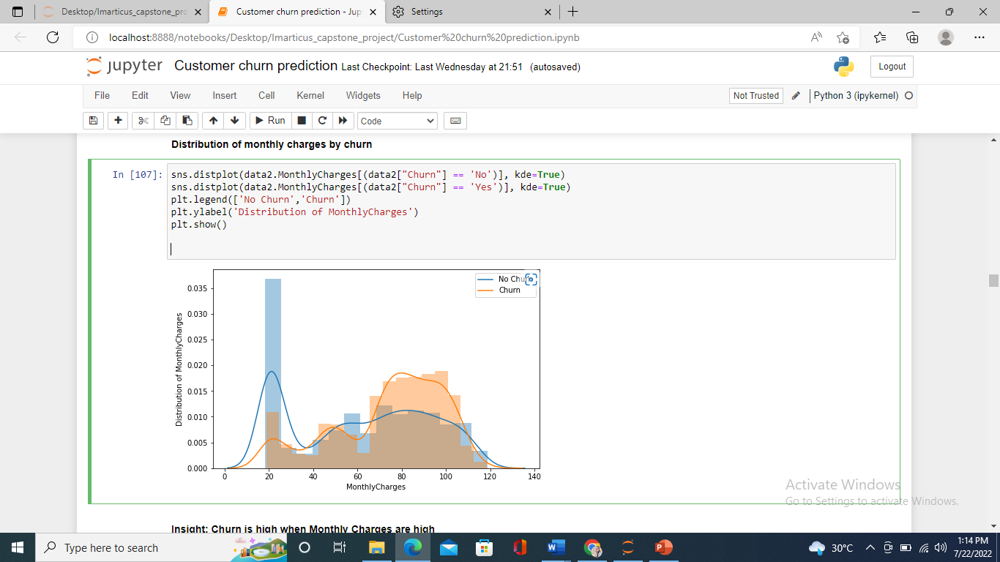 Desktop/Imarticus_capstone_pro
Customer churn prediction - Jup
Settings
localhost:8888/notebooks/Desktop/Imarticus_capstone_project/Customer%20churn%20prediction.ipynb
jupyter Customer churn prediction Last Checkpoint: Last Wednesday at 21:51 (autosaved)
Logout
File Edit View Insert Cell Kernel Widgets Help
Not Trusted
Python 3 (ipykernel)
Run
Code
Distribution of monthly charges by churn
In [107]: sns.distplot(data2.MonthlyCharges[(data2["Churn"] == 'No')], kde=True)
sns.distplot(data2.MonthlyCharges[(data2["Churn"] == 'Yes')], kde=True)
plt.legend(['No Churn','Churn'])
plt.ylabel('Distribution of MonthlyCharges')
plt.show()
No Chu
Churn
0.035
0.030
0.025
0.020
0.015
0.010
0.005
0.000
Distribution of MonthlyCharges
0 20 40 60 80 100 120 140
MonthlyCharges
Activate Windows
Go to Settings to activate Windows.
Insight: Churn is high when Monthly Charges are high
Type here to search
30°C
1:14 PM
7/22/2022